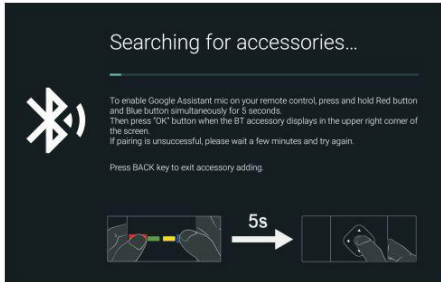 Searching for accessories...
To enable Google Assistant mic on your remote control, press and hold Red button
and Blue button simultaneously for 5 seconds.
Then press "OK" button when the BT accessory displays in the upper right corner of
the screen.
If pairing is unsuccessful, please wait a few minutes and try again.
Press BACK key to exit accessory adding.
5s